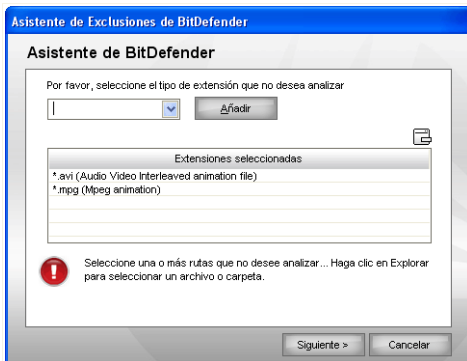 Asistente de Exclusiones de BitDefender
Asistente de BitDefender
Por favor, seleccione el tipo de extensión que no desea analizar
Añadir
Extensiones seleccionadas
*.avi (Audio Video Interleaved animation file)
*.mpg (Mpeg animation)
Seleccione una o más rutas que no desee analizar... Haga clic en Explorar
para seleccionar un archivo o carpeta.
Siguiente >
Cancelar